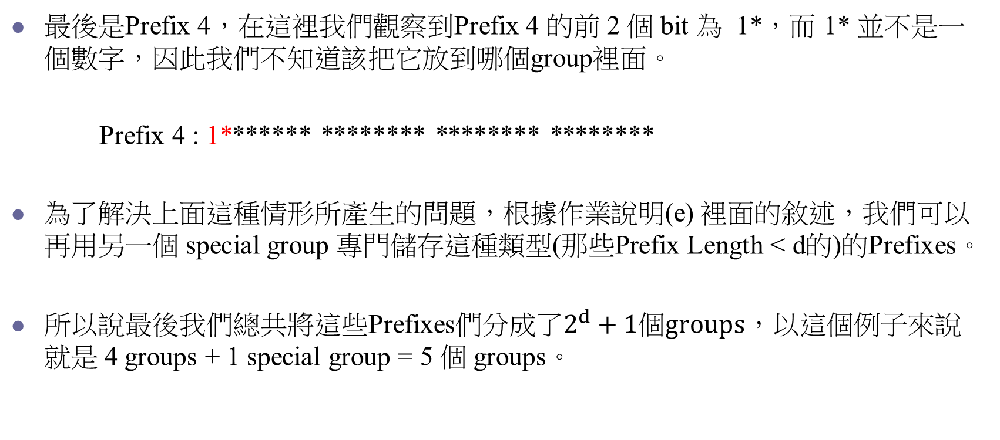 最後是Prefix 4，在這裡我們觀察到Prefix 4 的前 2 個 bit 為 1*，而 1* 並不是一
個數字，因此我們不知道該把它放到哪個group裡面。
Prefix 4 : 1******* ******** ******** ********
為了解決上面這種情形所產生的問題，根據作業說明(e) 裡面的敘述，我們可以
再用另一個 special group 專門儲存這種類型(那些Prefix Length < d的)的Prefixes。
所以說最後我們總共將這些Prefixes們分成了2ᵈ + 1個groups，以這個例子來說
就是 4 groups + 1 special group = 5 個 groups。